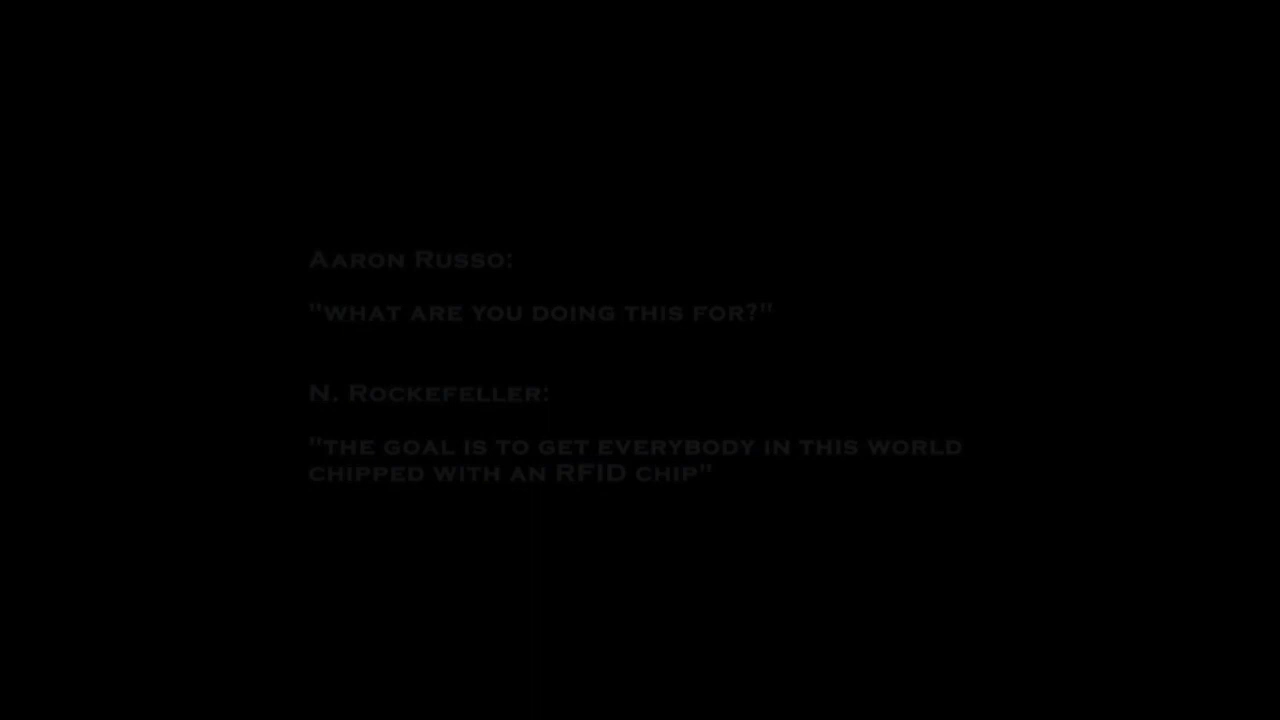 Aaron Russo:
"what are you doing this for?"
N. Rockefeller:
"the goal is to get everybody in this world
chipped with an RFID chip"